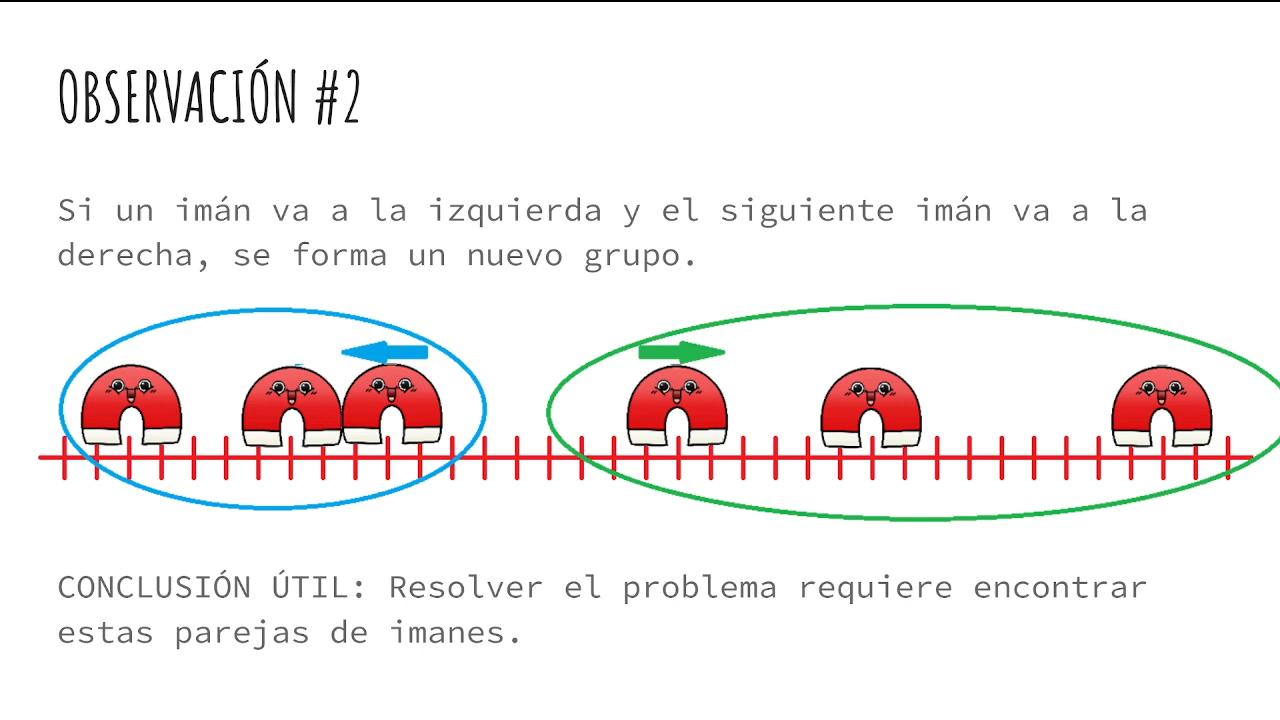 OBSERVACIÓN #2
Si un imán va a la izquierda y el siguiente imán va a la
derecha, se forma un nuevo grupo.
CONCLUSIÓN ÚTIL: Resolver el problema requiere encontrar
estas parejas de imanes.